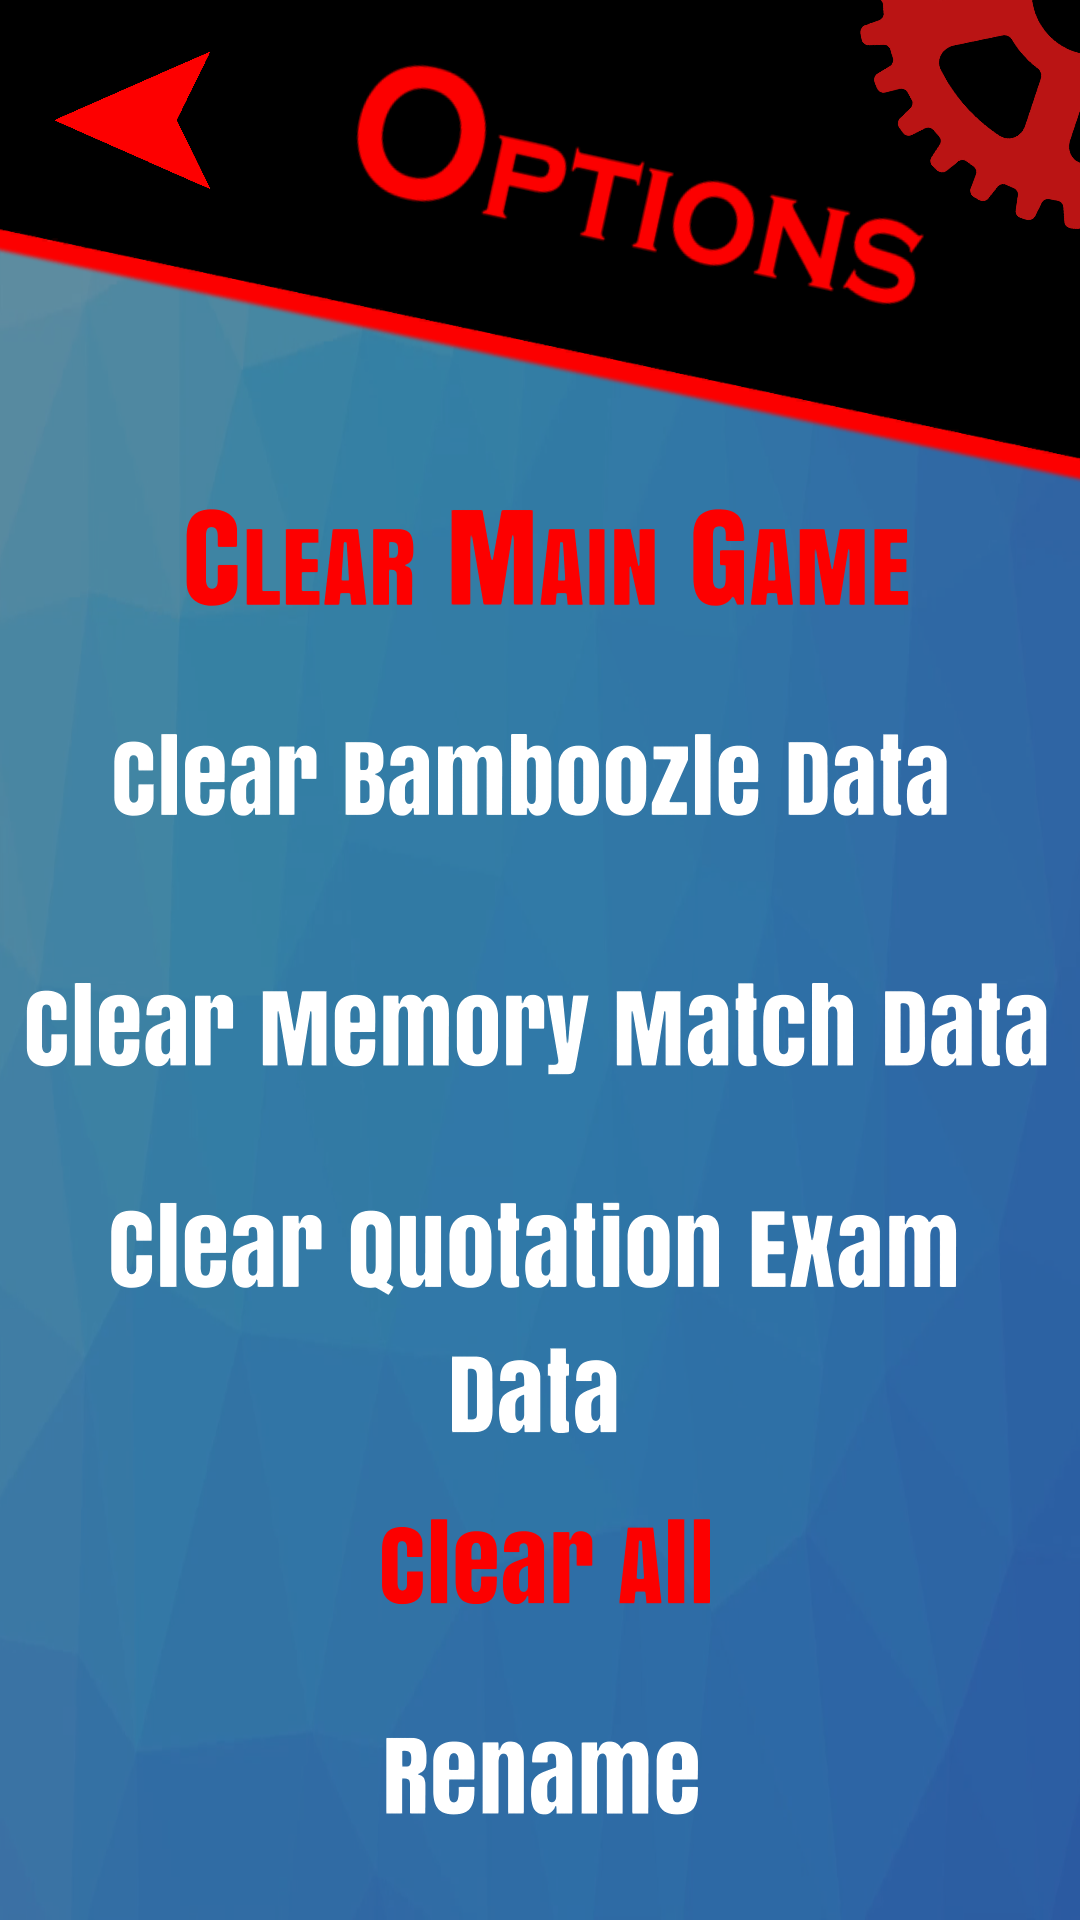 Options
Clear Main Game
Clear Bamboozle Data
Clear Memory Match Data
Clear Quotation Exam
Data
Clear All
Rename